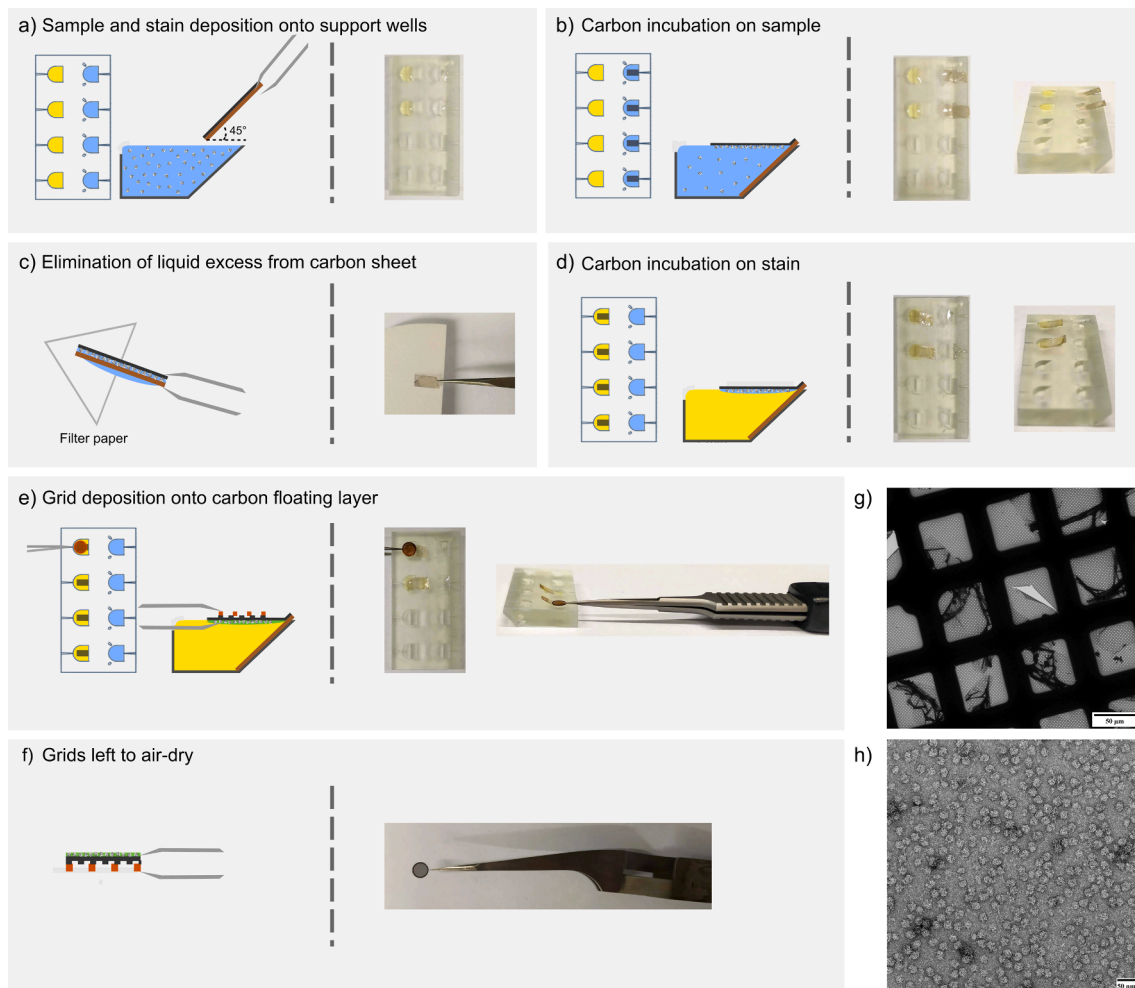 a) Sample and stain deposition onto support wells
45°
b) Carbon incubation on sample
c) Elimination of liquid excess from carbon sheet
Filter paper
d) Carbon incubation on stain
e) Grid deposition onto carbon floating layer
f) Grids left to air-dry
g)
50 µm
h)
50 nm